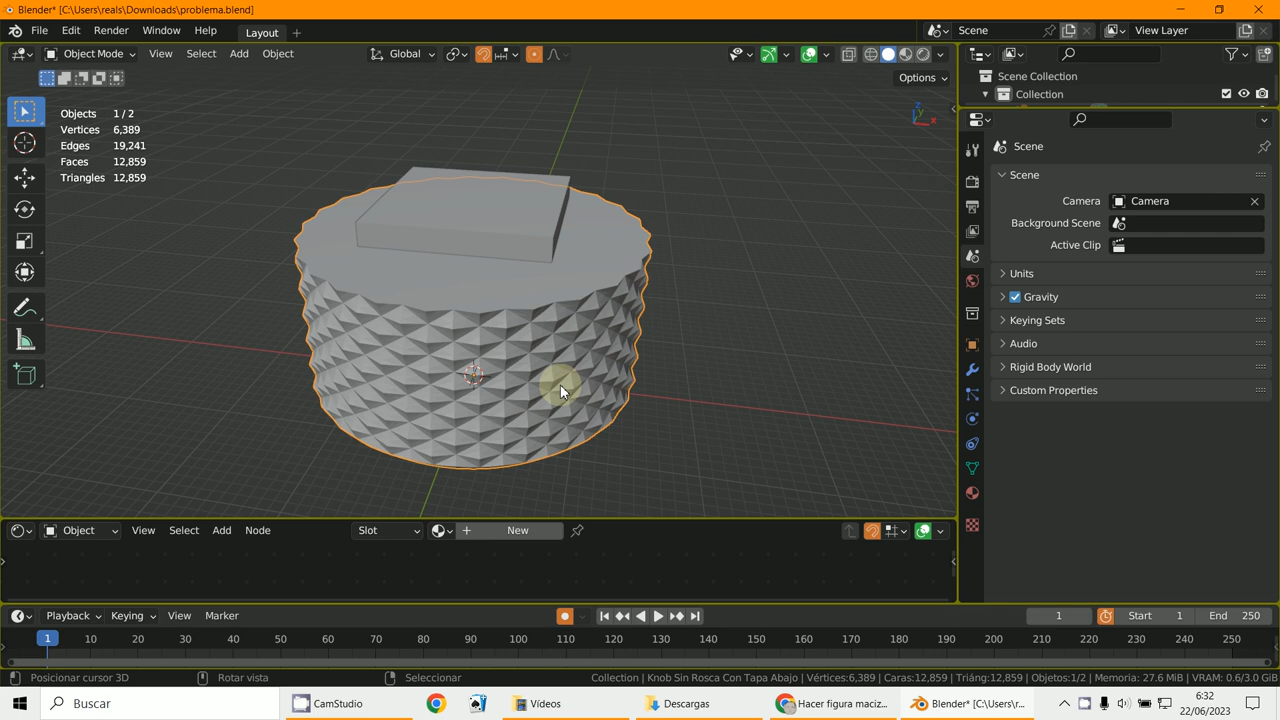 Blender* [C:\Users\reals\Downloads\problema.blend]
File Edit Render Window Help Layout + Scene View Layer
Object Mode View Select Add Object Global
Options
Objects 1 / 2
Vertices 6,389
Edges 19,241
Faces 12,859
Triangles 12,859
Z
Y
Scene Collection
Collection
Scene
Scene
Camera Camera
Background Scene
Active Clip
Units
Gravity
Keying Sets
Audio
Rigid Body World
Custom Properties
Object View Select Add Node Slot + New
Playback Keying View Marker 1 Start 1 End 250
1 10 20 30 40 50 60 70 80 90 100 110 120 130 140 150 160 170 180 190 200 210 220 230 240 250
Posicionar cursor 3D Rotar vista Seleccionar Collection | Knob Sin Rosca Con Tapa Abajo | Vértices:6,389 | Caras:12,859 | Triáng:12,859 | Objetos:1/2 | Memoria: 27.6 MiB | VRAM: 0.6/3.0 GiB
Buscar CamStudio Vídeos Descargas Hacer figura maciz... Blender* [C:\Users\r... 6:32
22/06/2023